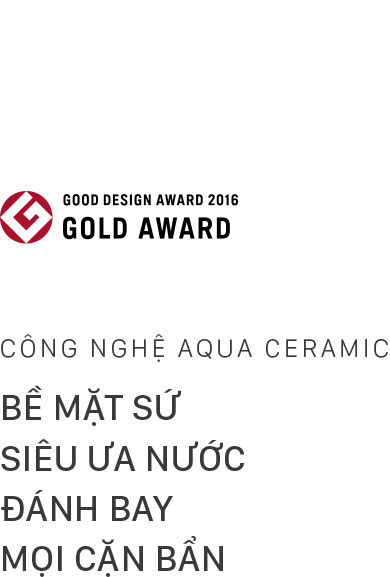 GOOD DESIGN AWARD 2016
GOLD AWARD
CÔNG NGHỆ AQUA CERAMIC
BỀ MẶT SỨ
SIÊU ƯA NƯỚC
ĐÁNH BAY
MỌI CẶN BẨN